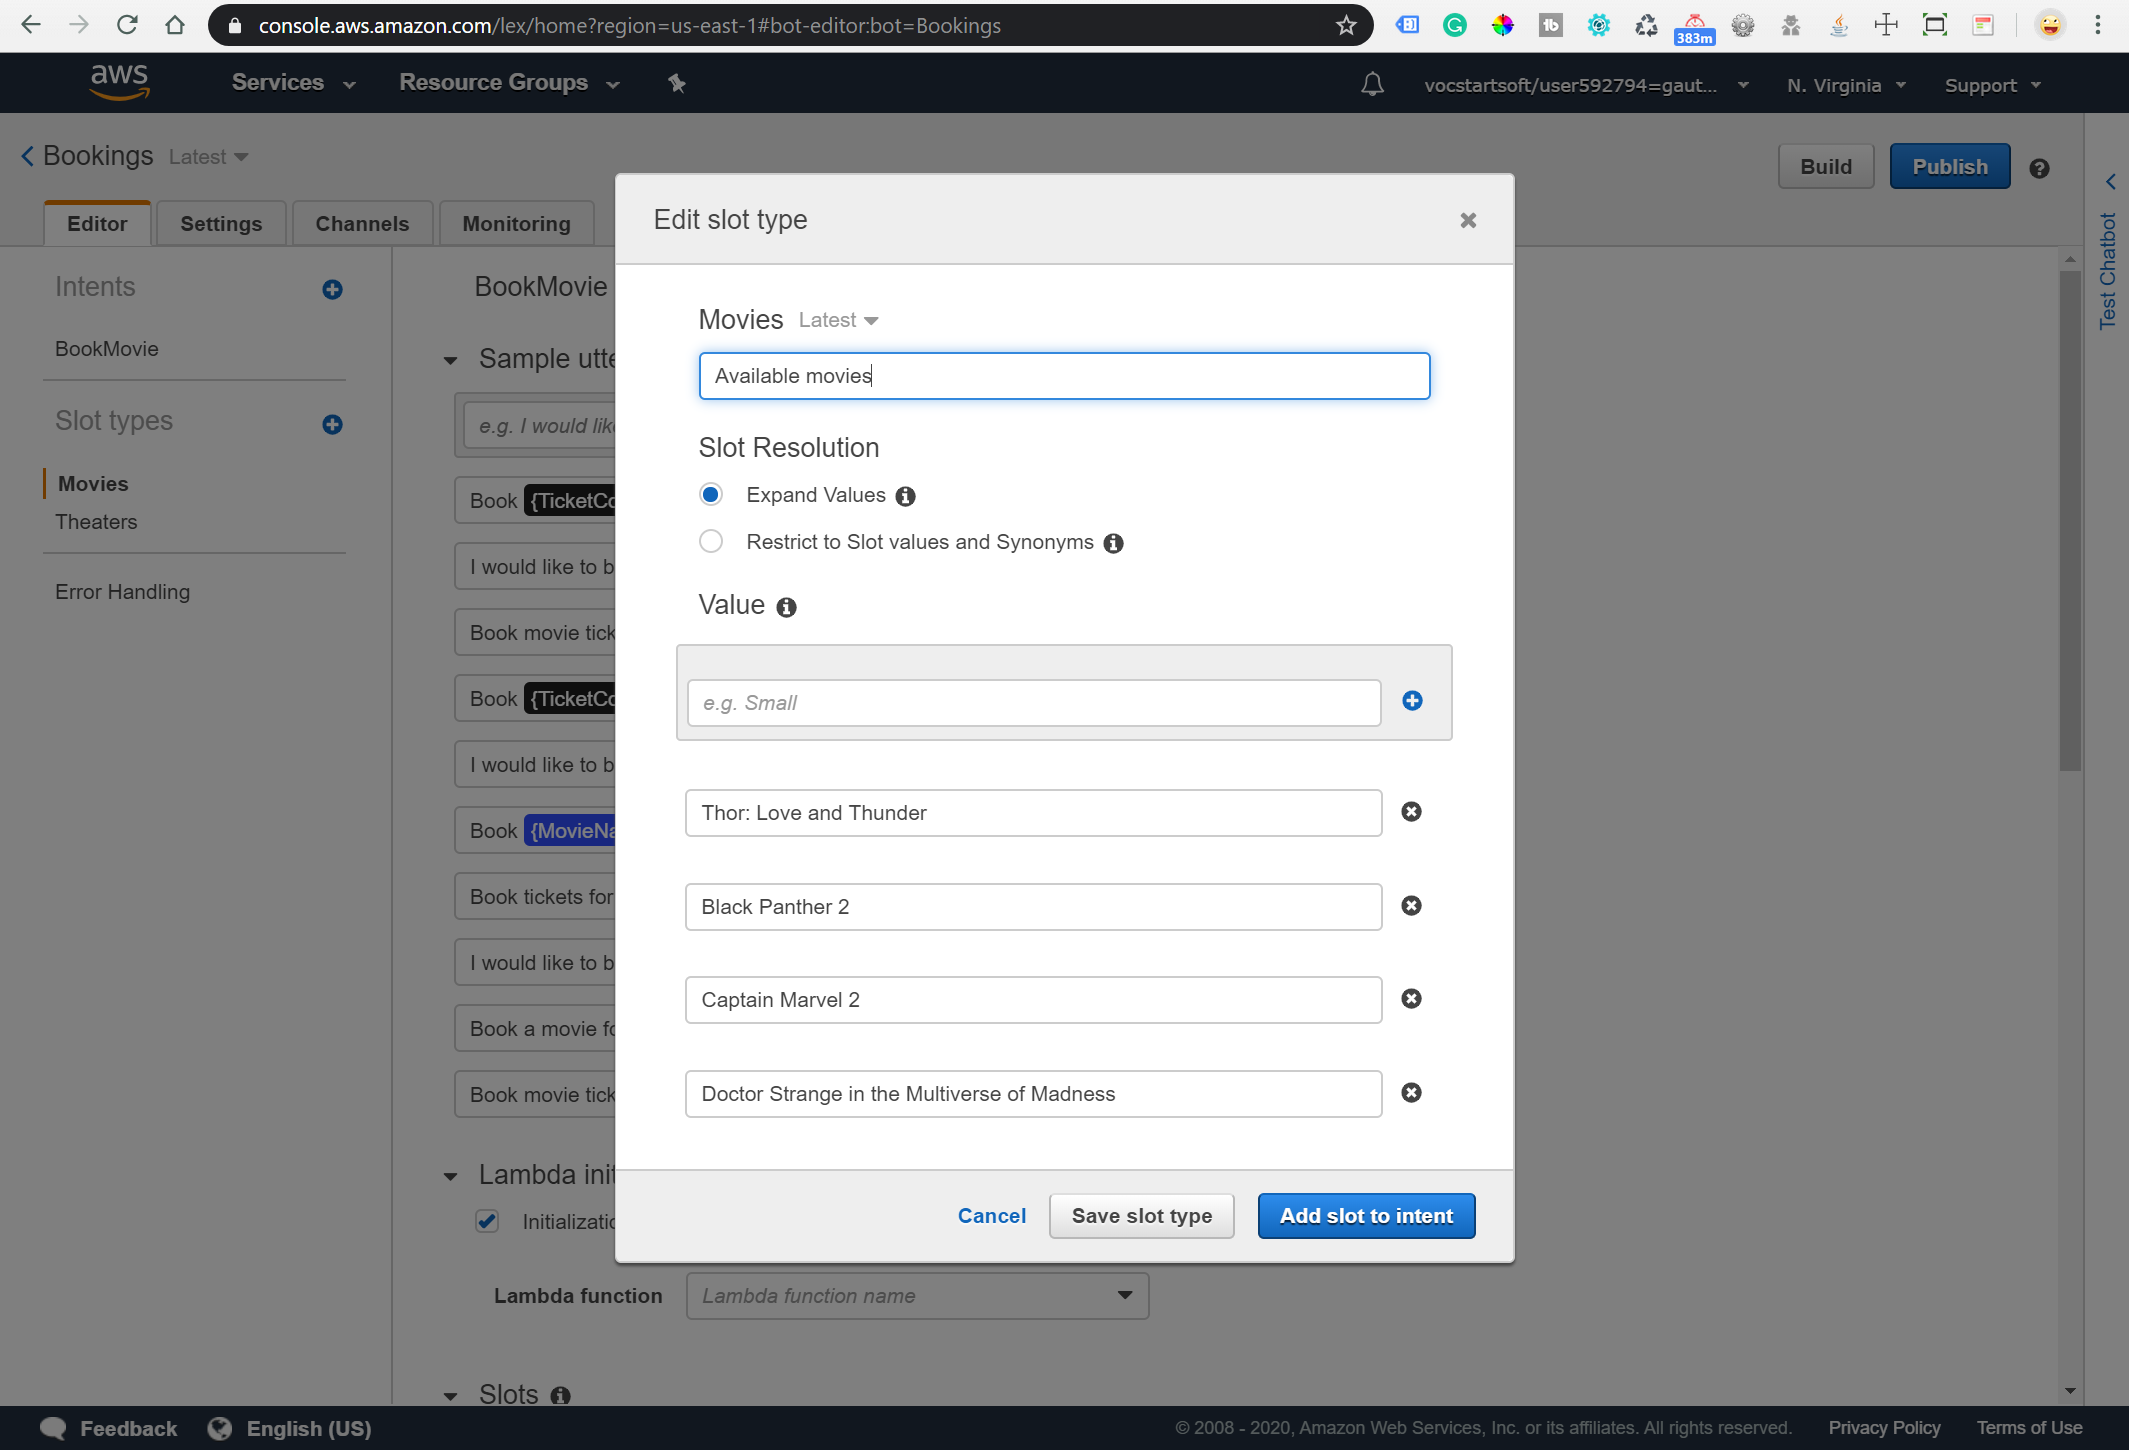 console.aws.amazon.com/lex/home?region=us-east-1#bot-editor:bot=Bookings
383m
aws
Services
Resource Groups
vocstartsoft/user592794=gaut...
N. Virginia
Support
Bookings
Latest
Build
Publish
Editor
Settings
Channels
Monitoring
Test Chatbot
Intents
BookMovie
Slot types
Movies
Theaters
Error Handling
BookMovie
Sample utte
e.g. I would lik
Book {TicketCo
I would like to b
Book movie tick
Book {TicketCo
I would like to b
Book {MovieNa
Book tickets for
I would like to b
Book a movie fo
Book movie tick
Lambda init
Initializatio
Lambda function
Lambda function name
Slots
Edit slot type
Movies Latest
Available movies
Slot Resolution
Expand Values
Restrict to Slot values and Synonyms
Value
e.g. Small
Thor: Love and Thunder
Black Panther 2
Captain Marvel 2
Doctor Strange in the Multiverse of Madness
Cancel
Save slot type
Add slot to intent
Feedback
English (US)
© 2008 - 2020, Amazon Web Services, Inc. or its affiliates. All rights reserved.
Privacy Policy
Terms of Use